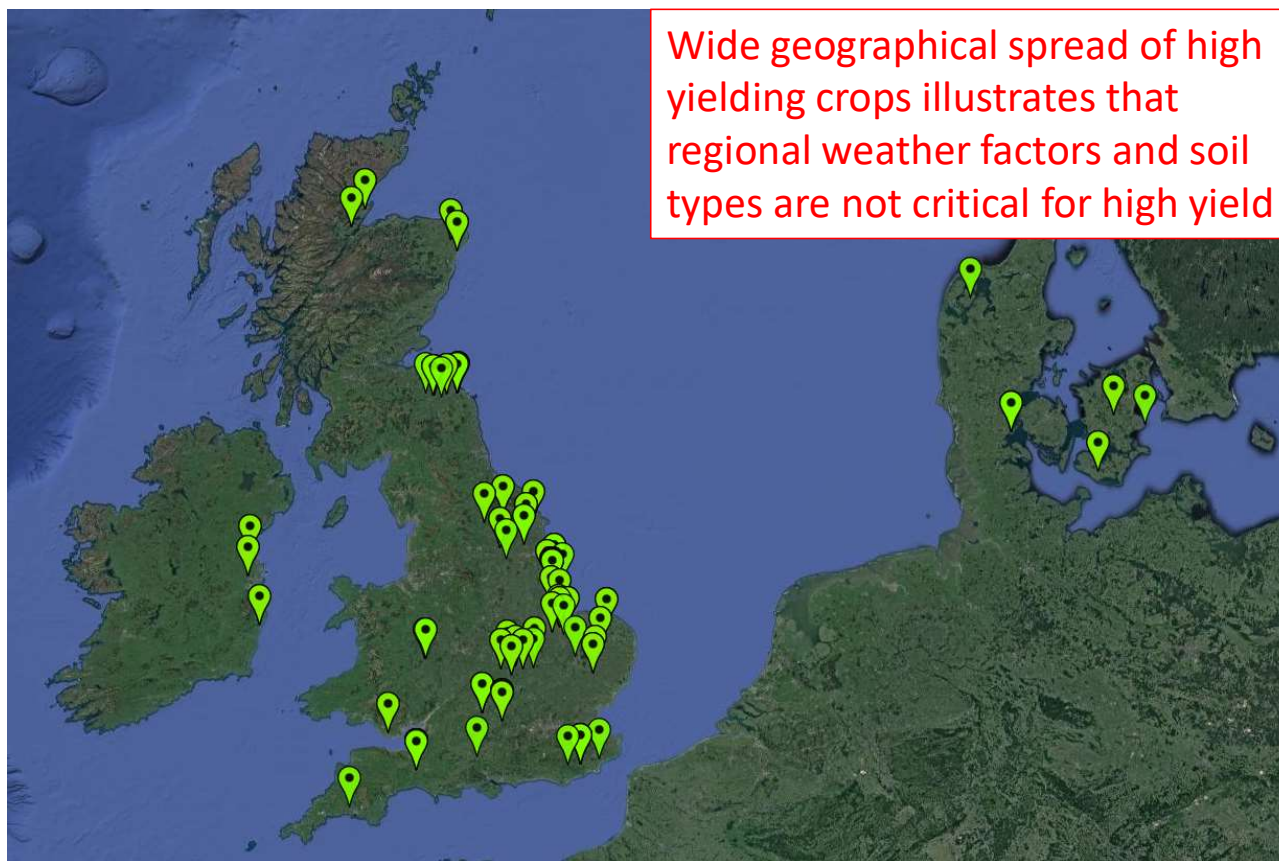 Wide geographical spread of high
yielding crops illustrates that
regional weather factors and soil
types are not critical for high yield